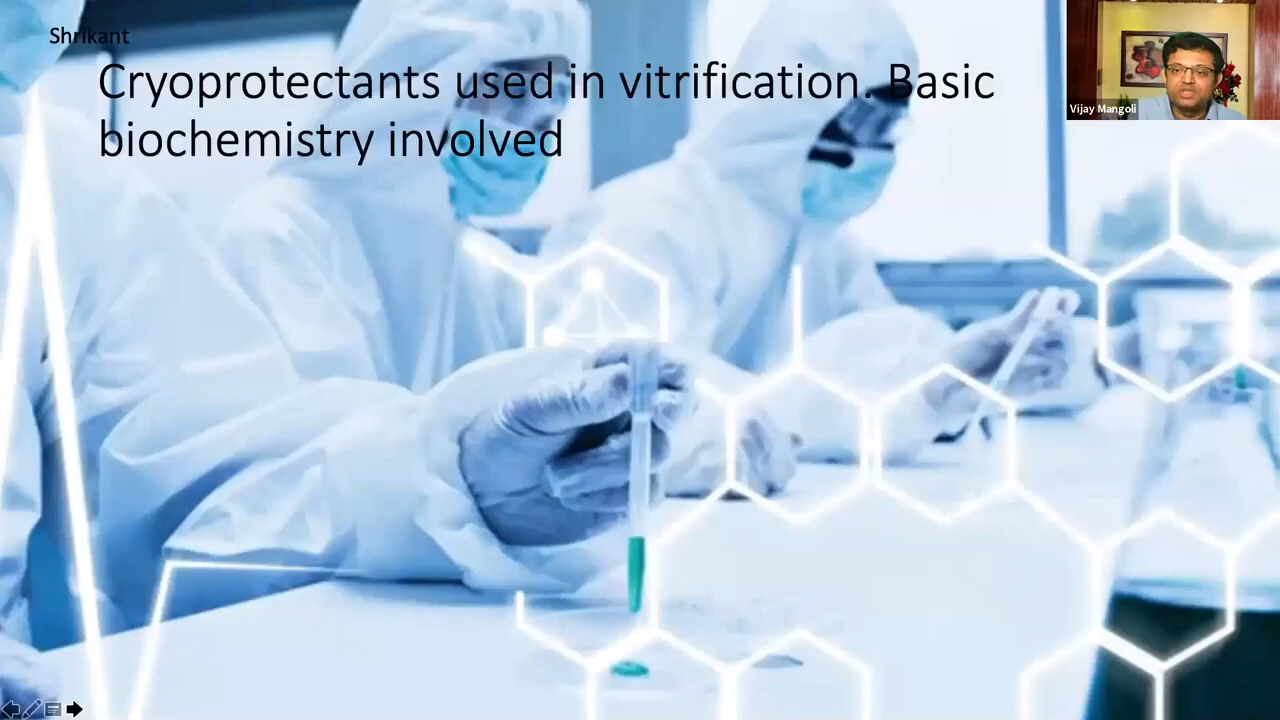 Shrikant
Cryoprotectants used in vitrification. Basic
biochemistry involved
Vijay Mangoli